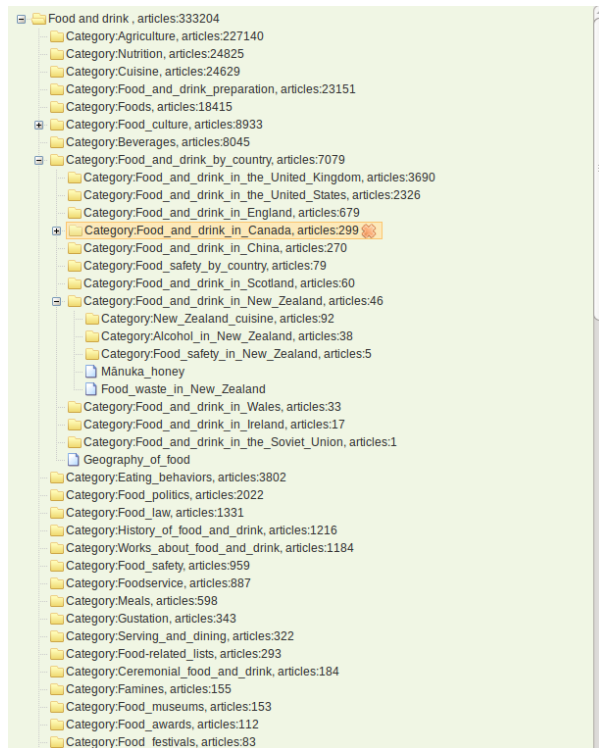 Food and drink , articles:333204
Category:Agriculture, articles:227140
Category:Nutrition, articles:24825
Category:Cuisine, articles:24629
Category:Food_and_drink_preparation, articles:23151
Category:Foods, articles:18415
Category:Food_culture, articles:8933
Category:Beverages, articles:8045
Category:Food_and_drink_by_country, articles:7079
Category:Food_and_drink_in_the_United_Kingdom, articles:3690
Category:Food_and_drink_in_the_United_States, articles:2326
Category:Food_and_drink_in_England, articles:679
Category:Food_and_drink_in_Canada, articles:299
Category:Food_and_drink_in_China, articles:270
Category:Food_safety_by_country, articles:79
Category:Food_and_drink_in_Scotland, articles:60
Category:Food_and_drink_in_New_Zealand, articles:46
Category:New_Zealand_cuisine, articles:92
Category:Alcohol_in_New_Zealand, articles:38
Category:Food_safety_in_New_Zealand, articles:5
Mānuka_honey
Food_waste_in_New_Zealand
Category:Food_and_drink_in_Wales, articles:33
Category:Food_and_drink_in_Ireland, articles:17
Category:Food_and_drink_in_the_Soviet_Union, articles:1
Geography_of_food
Category:Eating_behaviors, articles:3802
Category:Food_politics, articles:2022
Category:Food_law, articles:1331
Category:History_of_food_and_drink, articles:1216
Category:Works_about_food_and_drink, articles:1184
Category:Food_safety, articles:959
Category:Foodservice, articles:887
Category:Meals, articles:598
Category:Gustation, articles:343
Category:Serving_and_dining, articles:322
Category:Food-related_lists, articles:293
Category:Ceremonial_food_and_drink, articles:184
Category:Famines, articles:155
Category:Food_museums, articles:153
Category:Food_awards, articles:112
Category:Food_festivals, articles:83